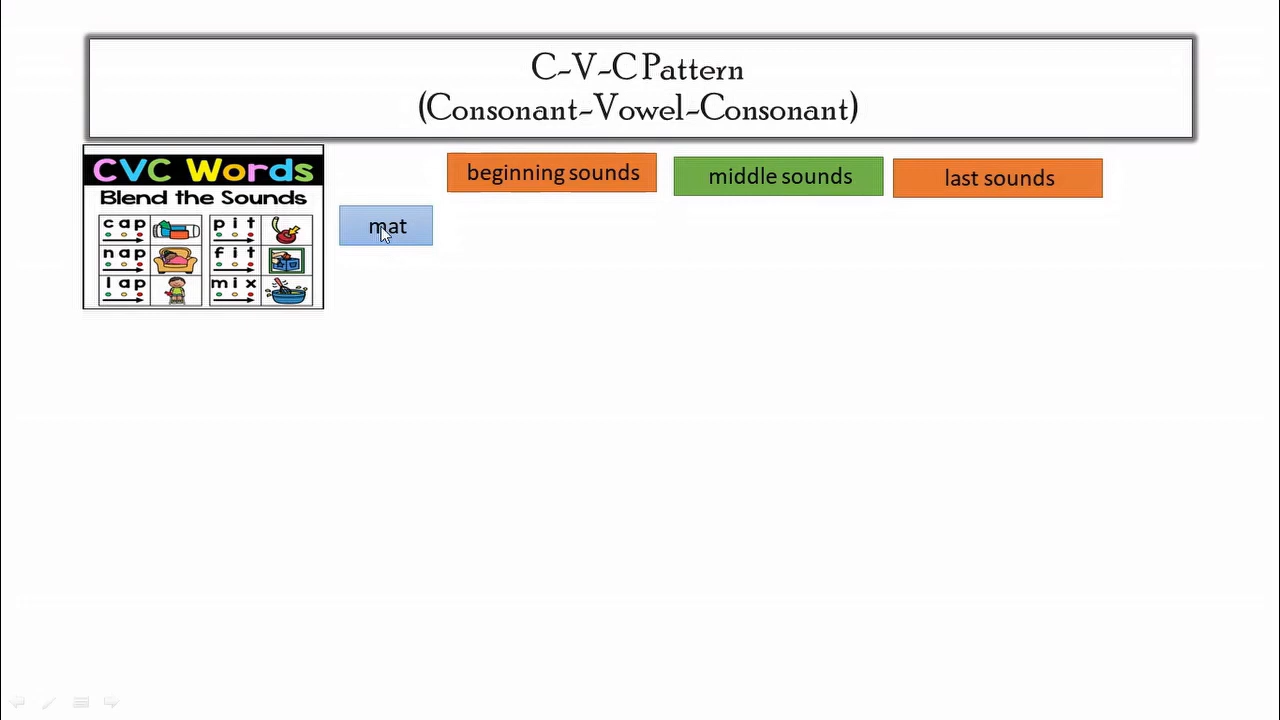 C-V-C Pattern
(Consonant-Vowel-Consonant)
CVC Words
Blend the Sounds
cap pit
nap fit
lap mix
beginning sounds middle sounds last sounds
mat